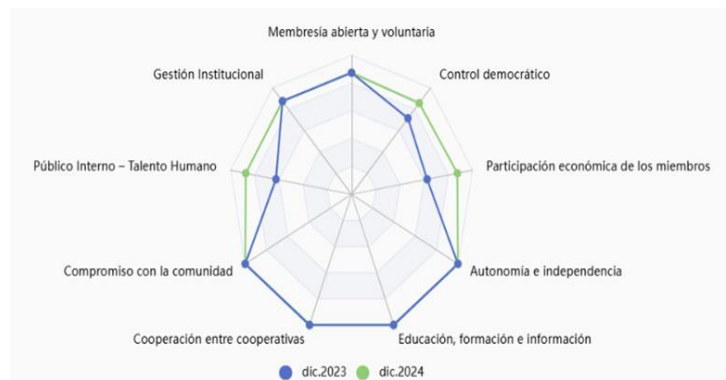 Membresía abierta y voluntaria
Gestión Institucional
Control democrático
Público Interno – Talento Humano
Participación económica de los miembros
Compromiso con la comunidad
Autonomía e independencia
Cooperación entre cooperativas
Educación, formación e información
dic.2023
dic.2024